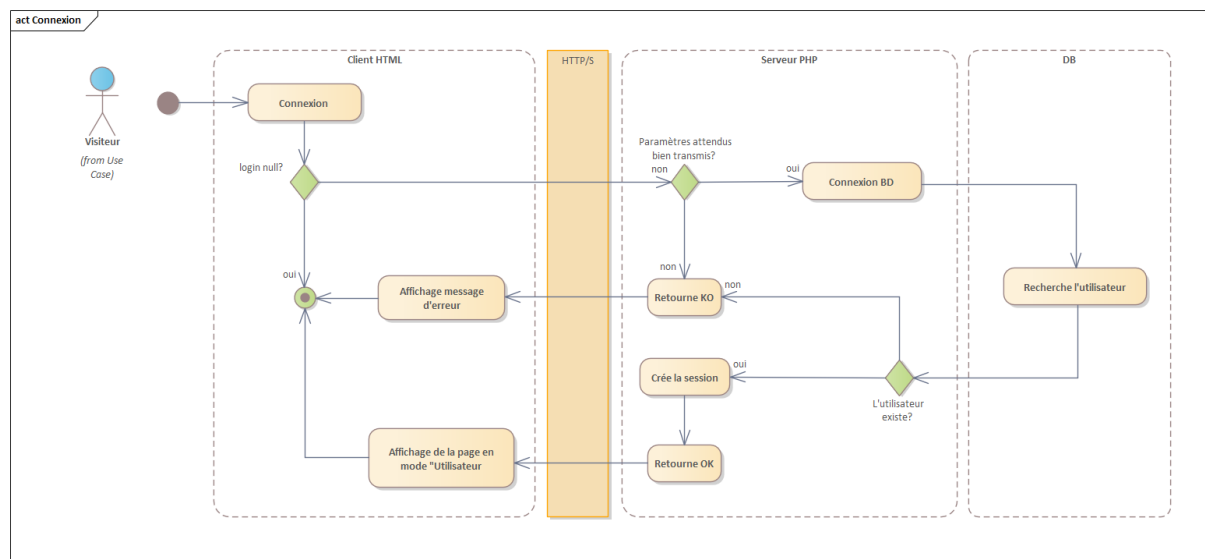 act Connexion
Client HTML
HTTP/S
Serveur PHP
DB
Visiteur
(from Use
Case)
Connexion
login null?
Paramètres attendus
bien transmis?
non
oui
Connexion BD
oui
non
Affichage message
d'erreur
Retourne KO
non
Recherche l'utilisateur
Crée la session
oui
L'utilisateur
existe?
Affichage de la page en
mode "Utilisateur
Retourne OK